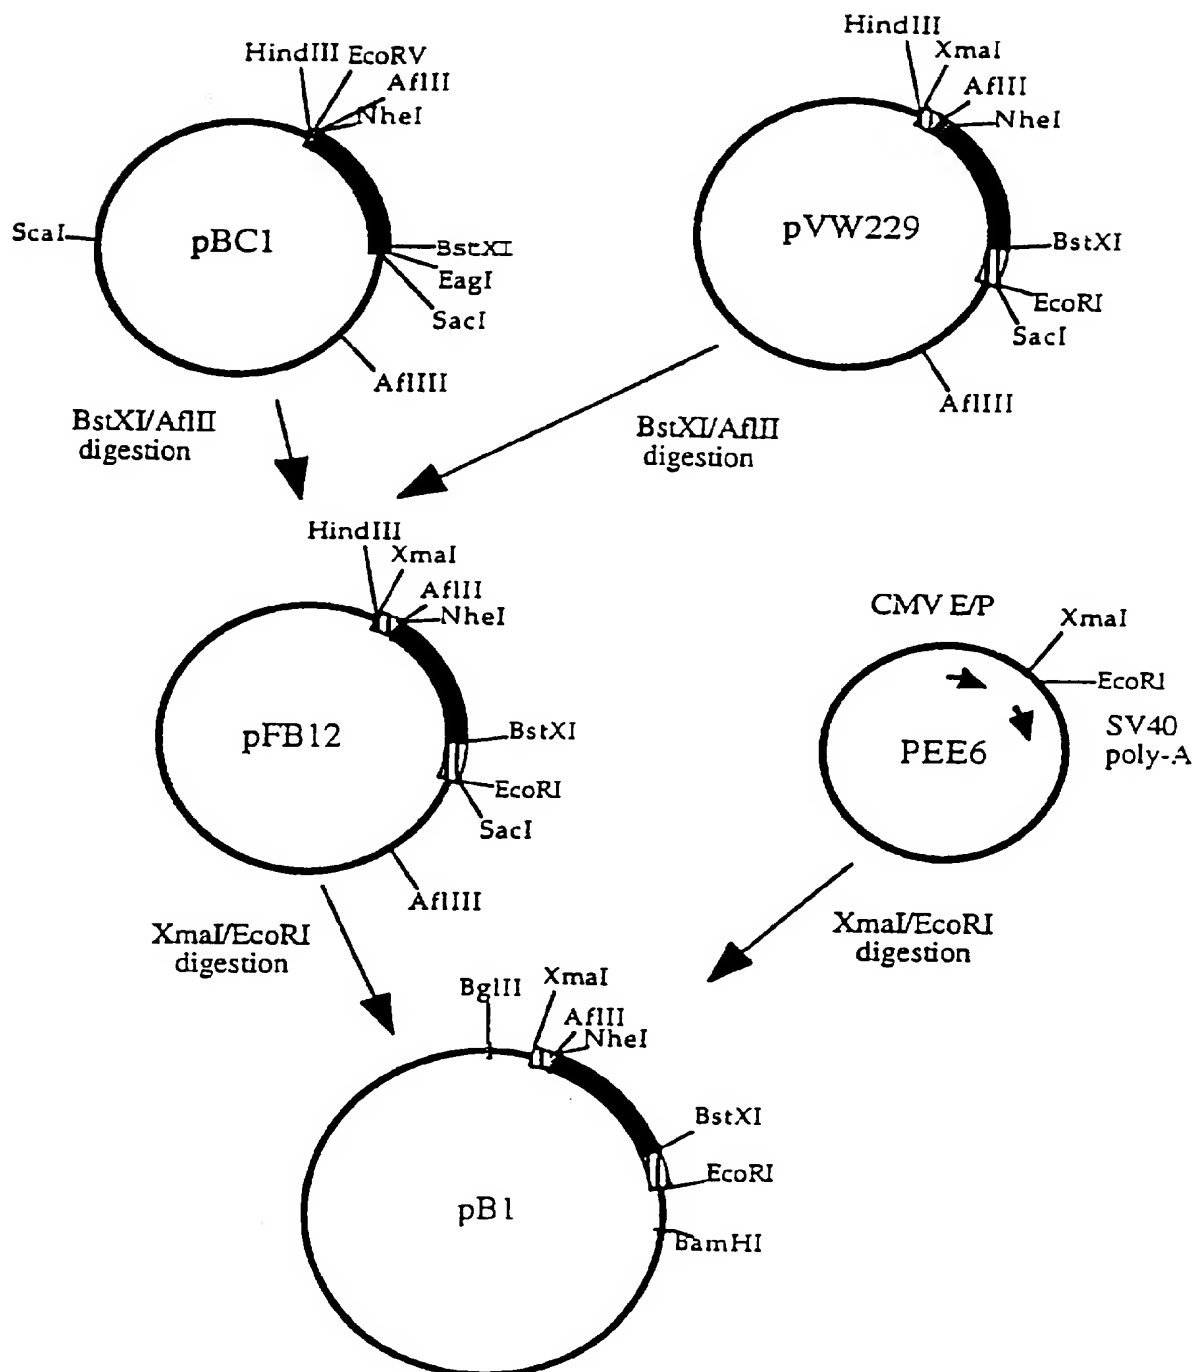 HindIII
EcoRV
AflII
NheI
ScaI
pBC1
BstXI
EagI
SacI
AflIII
HindIII
XmaI
AflII
NheI
pVW229
BstXI
EcoRI
SacI
AflIII
BstXI/AflII
digestion
BstXI/AflII
digestion
HindIII
XmaI
AflII
NheI
pFB12
BstXI
EcoRI
SacI
AflIII
CMV E/P
XmaI
EcoRI
SV40
poly-A
PEE6
XmaI/EcoRI
digestion
XmaI/EcoRI
digestion
BglII
XmaI
AflII
NheI
BstXI
EcoRI
pB1
BamHI